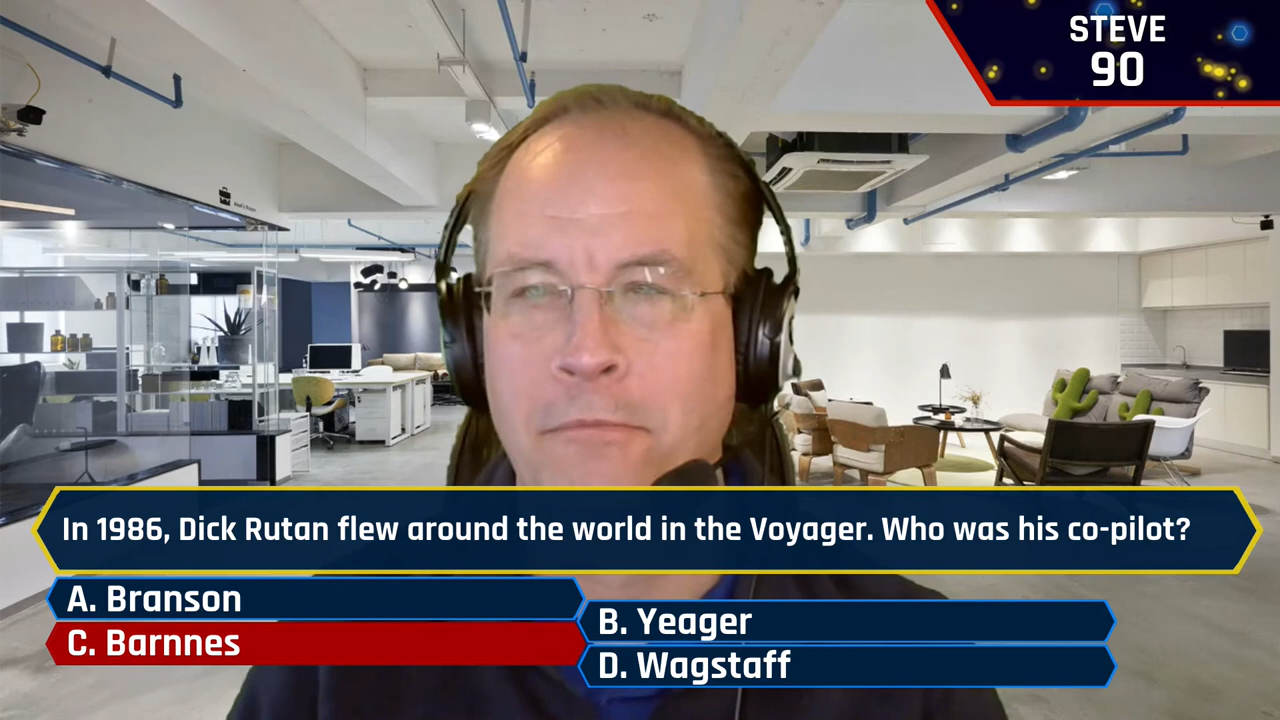 STEVE
90
In 1986, Dick Rutan flew around the world in the Voyager. Who was his co-pilot?
A. Branson
B. Yeager
C. Barnnes
D. Wagstaff